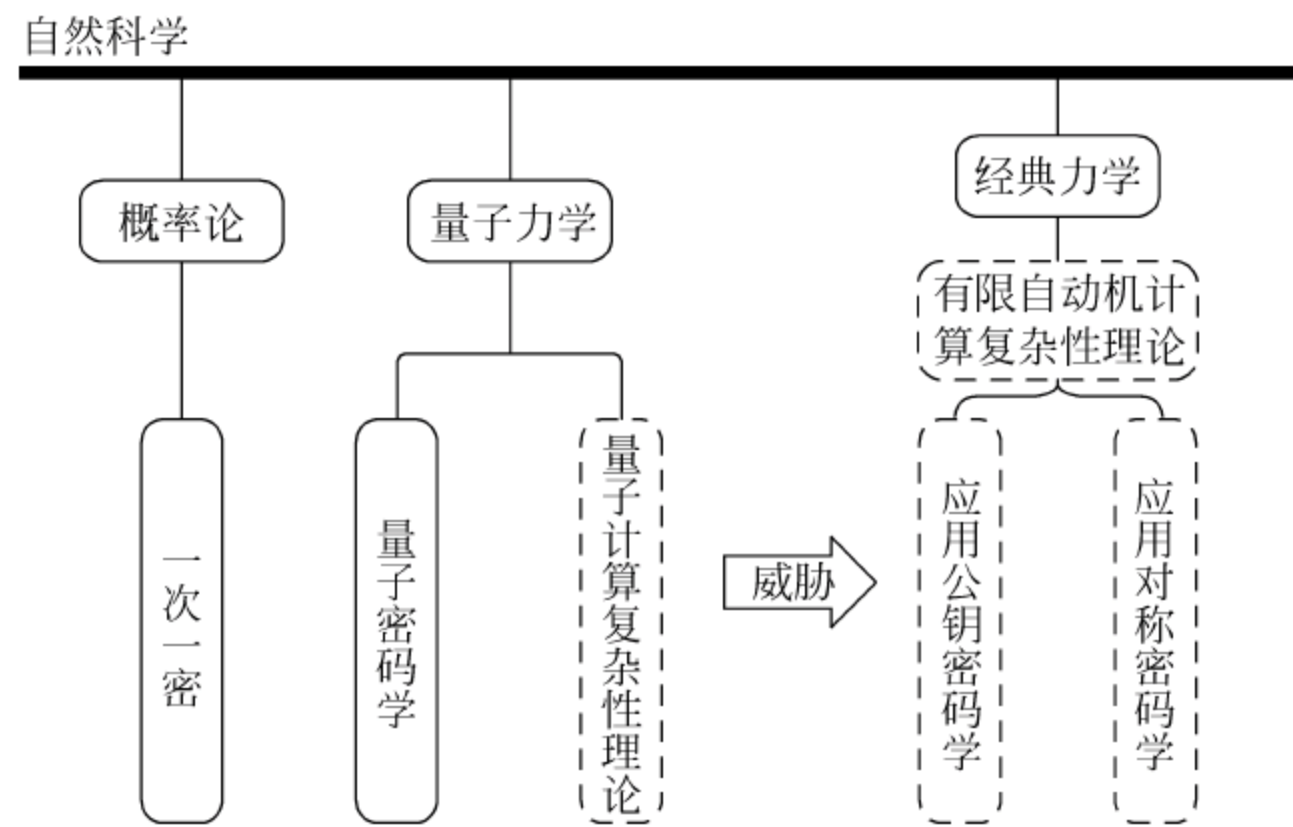 自然科学
概率论
量子力学
经典力学
有限自动机计
算复杂性理论
一次一密
量子密码学
量子计算复杂性理论
威胁
应用公钥密码学
应用对称密码学